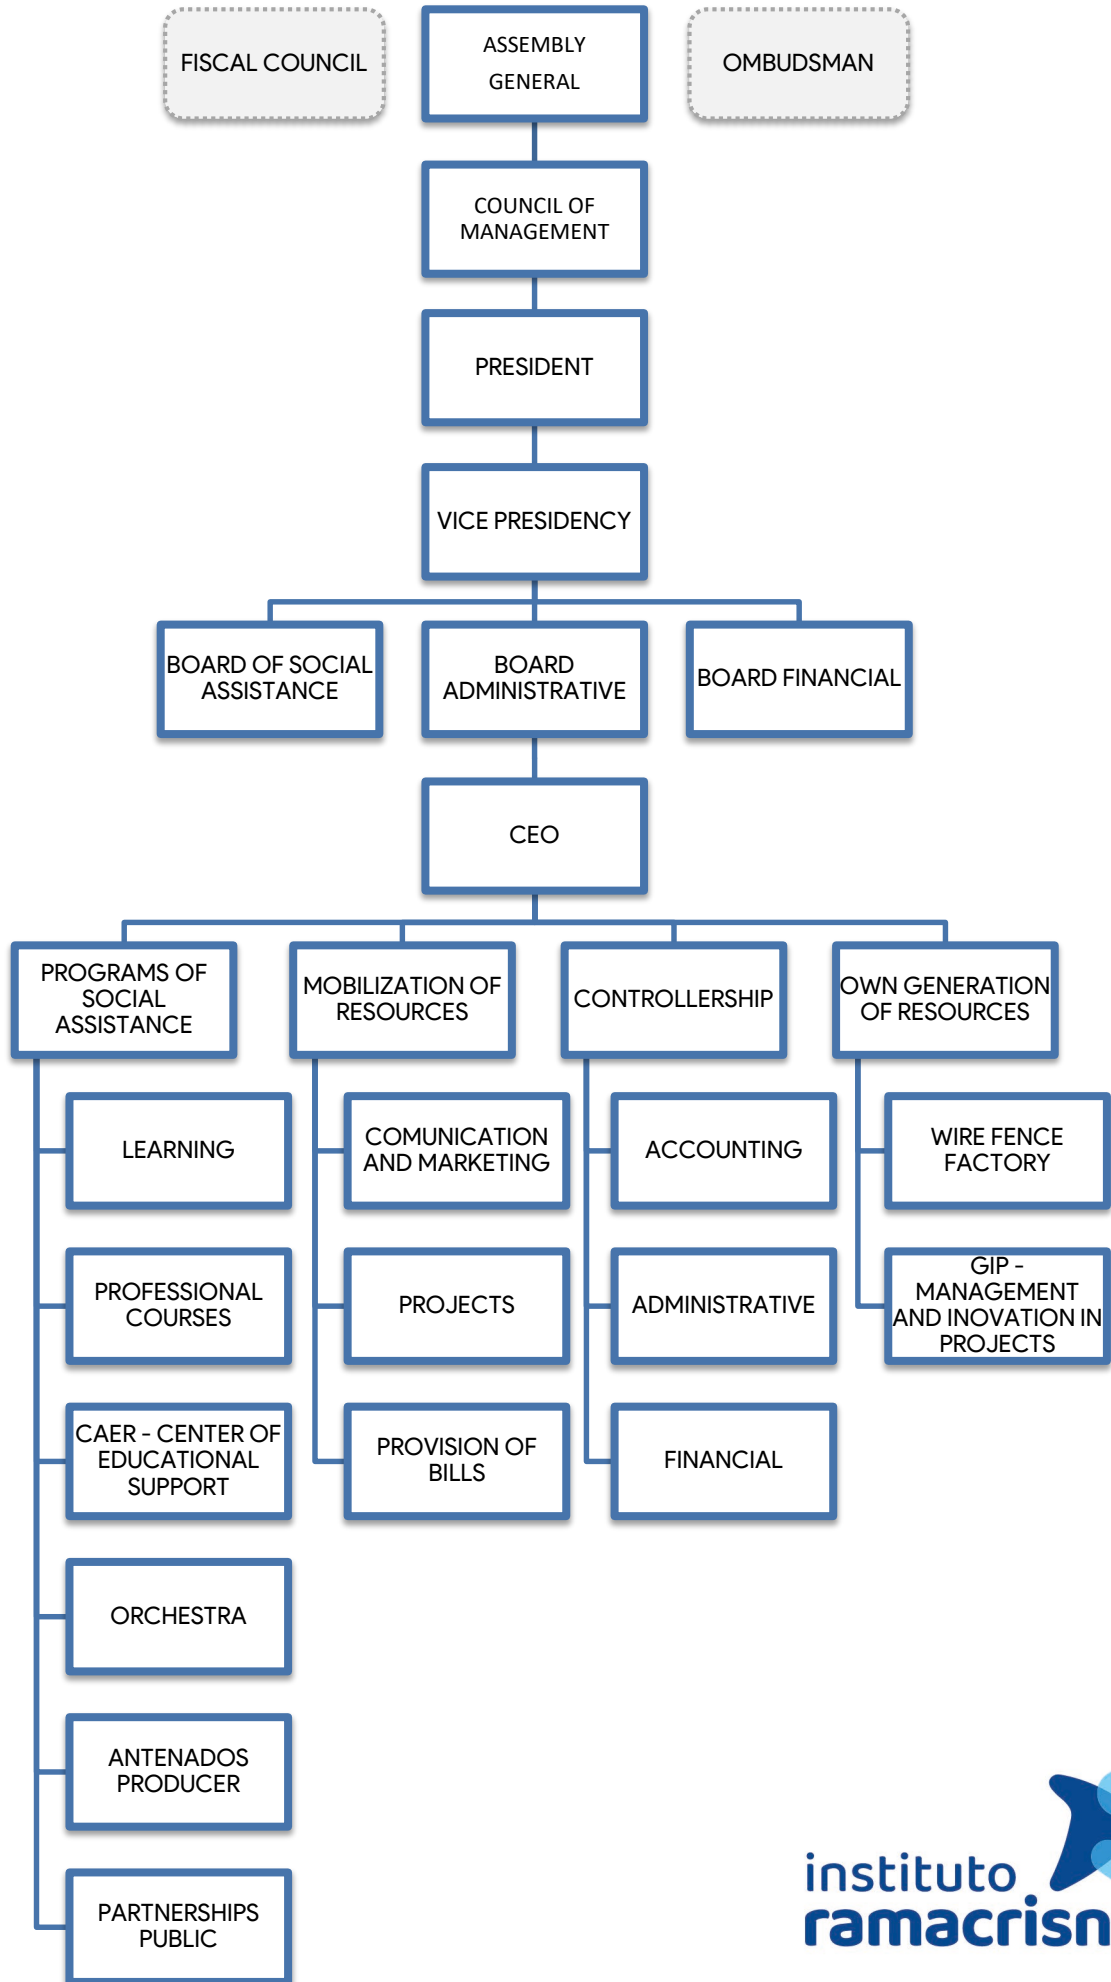 FISCAL COUNCIL
ASSEMBLY
GENERAL
OMBUDSMAN
COUNCIL OF
MANAGEMENT
PRESIDENT
VICE PRESIDENCY
BOARD OF SOCIAL
ASSISTANCE
BOARD
ADMINISTRATIVE
BOARD FINANCIAL
CEO
PROGRAMS OF
SOCIAL
ASSISTANCE
MOBILIZATION OF
RESOURCES
CONTROLLERSHIP
OWN GENERATION
OF RESOURCES
LEARNING
COMUNICATION
AND MARKETING
ACCOUNTING
WIRE FENCE
FACTORY
PROFESSIONAL
COURSES
PROJECTS
ADMINISTRATIVE
GIP -
MANAGEMENT
AND INOVATION IN
PROJECTS
CAER - CENTER OF
EDUCATIONAL
SUPPORT
PROVISION OF
BILLS
FINANCIAL
ORCHESTRA
ANTENADOS
PRODUCER
PARTNERSHIPS
PUBLIC
instituto
ramacrisn